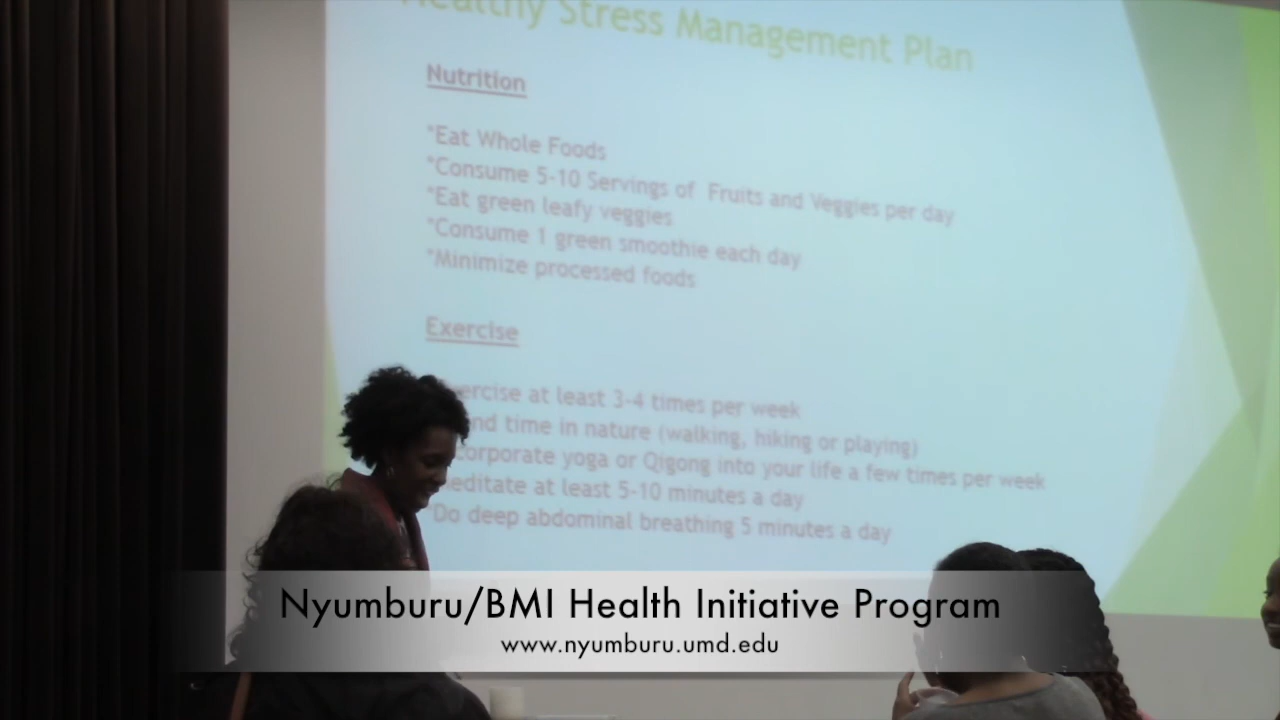 Healthy Stress Management Plan
Nutrition
*Eat Whole Foods
*Consume 5-10 Servings of Fruits and Veggies per day
*Eat green leafy veggies
*Consume 1 green smoothie each day
*Minimize processed foods
Exercise
ercise at least 3-4 times per week
nd time in nature (walking, hiking or playing)
corporate yoga or Qigong into your life a few times per week
editate at least 5-10 minutes a day
*Do deep abdominal breathing 5 minutes a day
Nyumburu/BMI Health Initiative Program
www.nyumburu.umd.edu